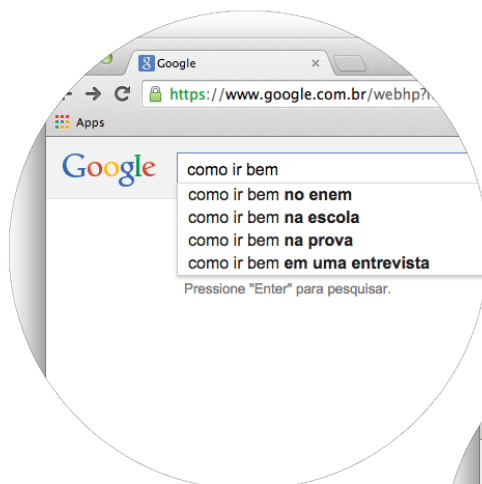 Google
https://www.google.com.br/webhp?
Apps
Google
como ir bem
como ir bem no enem
como ir bem na escola
como ir bem na prova
como ir bem em uma entrevista
Pressione "Enter" para pesquisar.